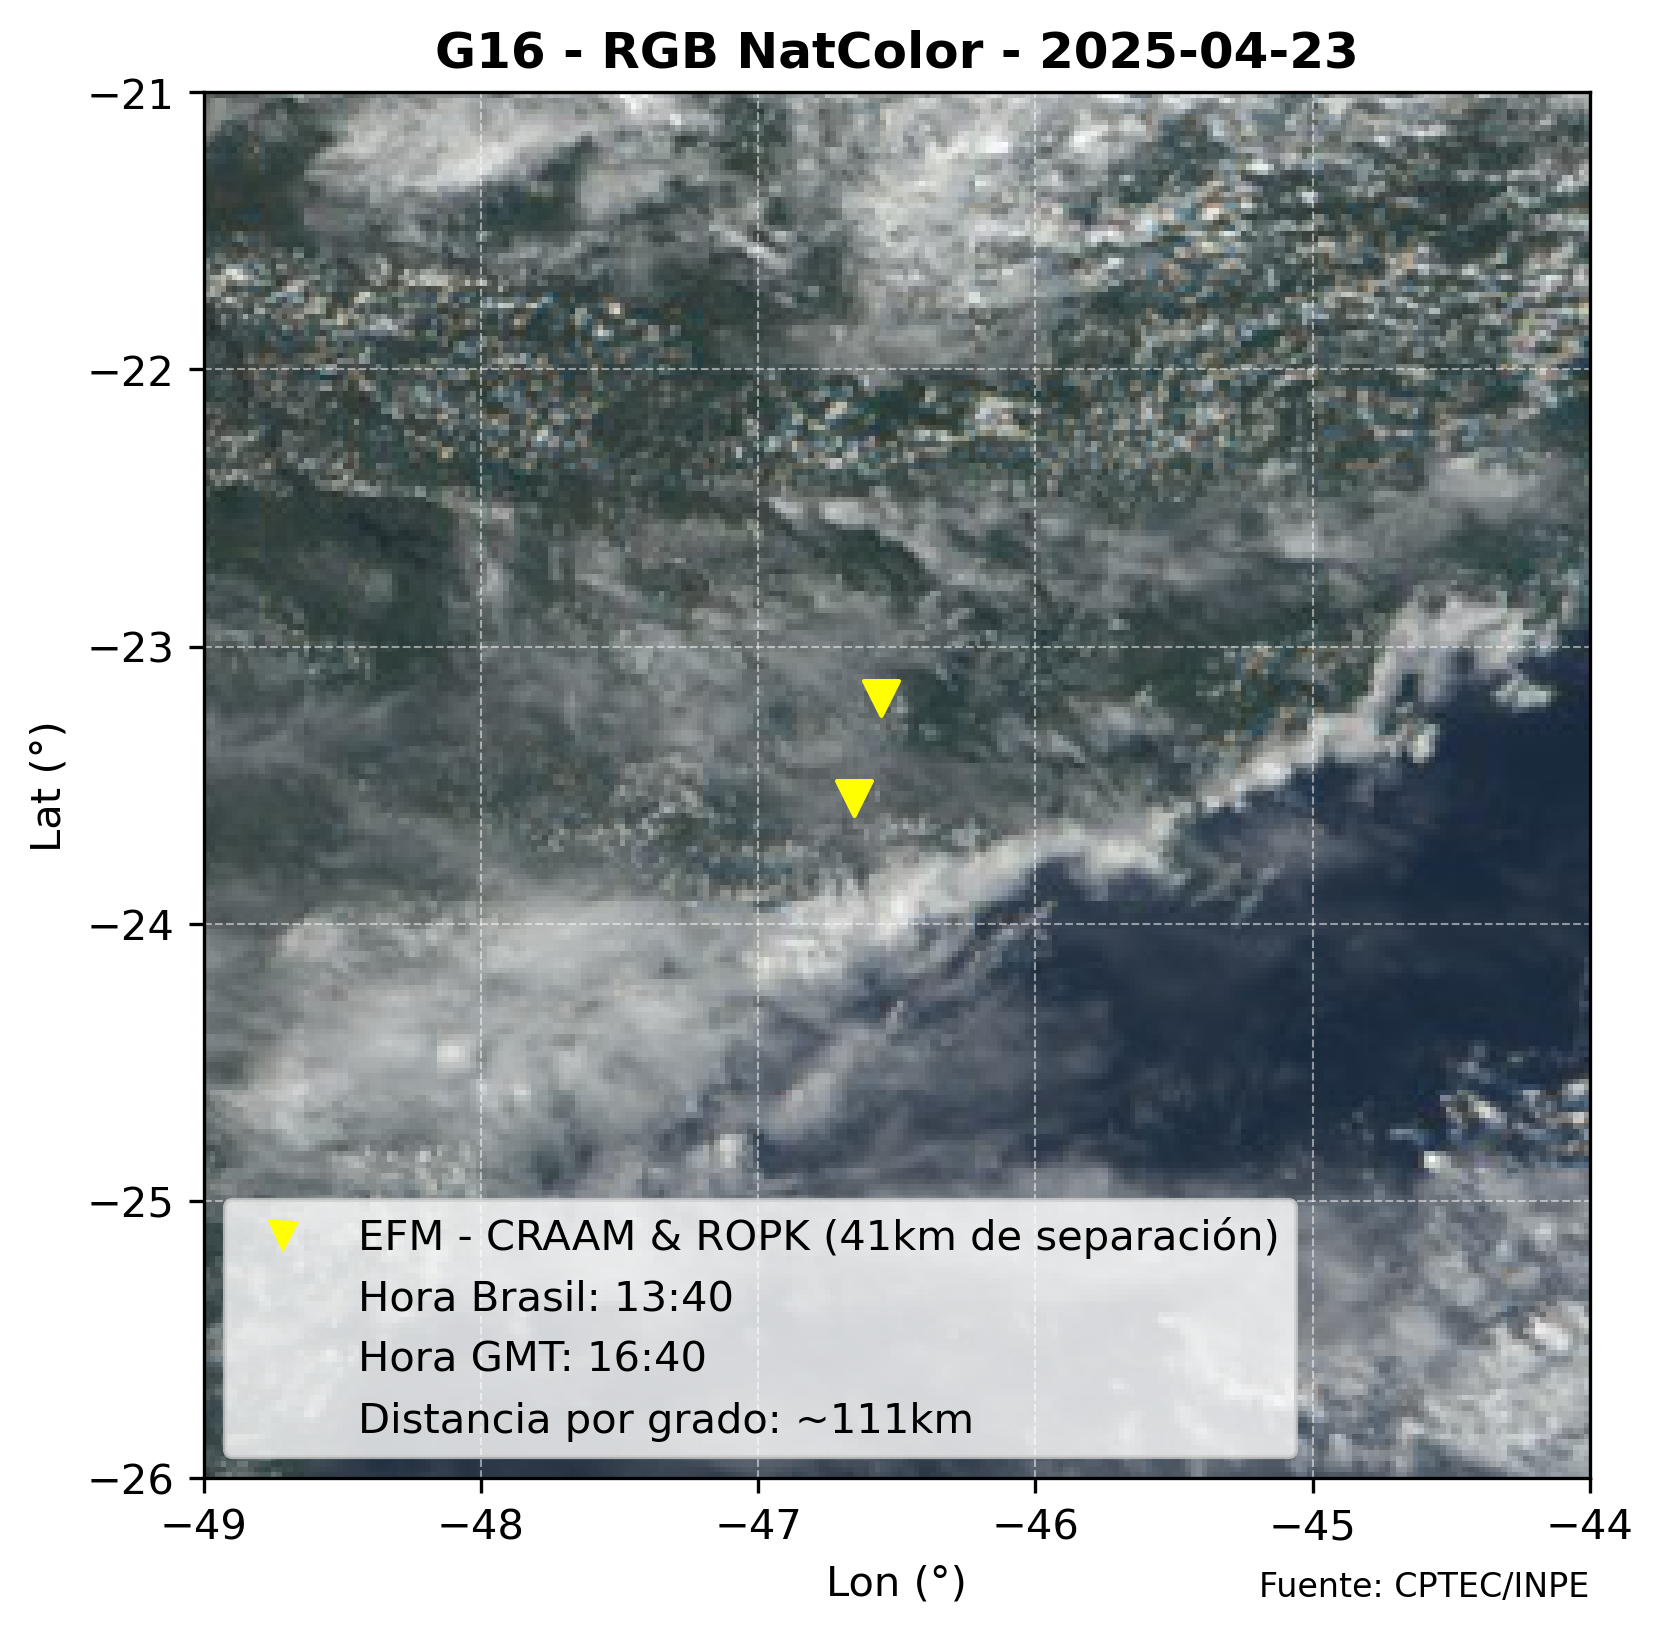 G16 - RGB NatColor - 2025-04-23
−21
−22
−23
−24
−25
−26
Lat (°)
EFM - CRAAM & ROPK (41km de separación)
Hora Brasil: 13:40
Hora GMT: 16:40
Distancia por grado: ~111km
−49 −48 −47 −46 −45 −44
Lon (°)
Fuente: CPTEC/INPE